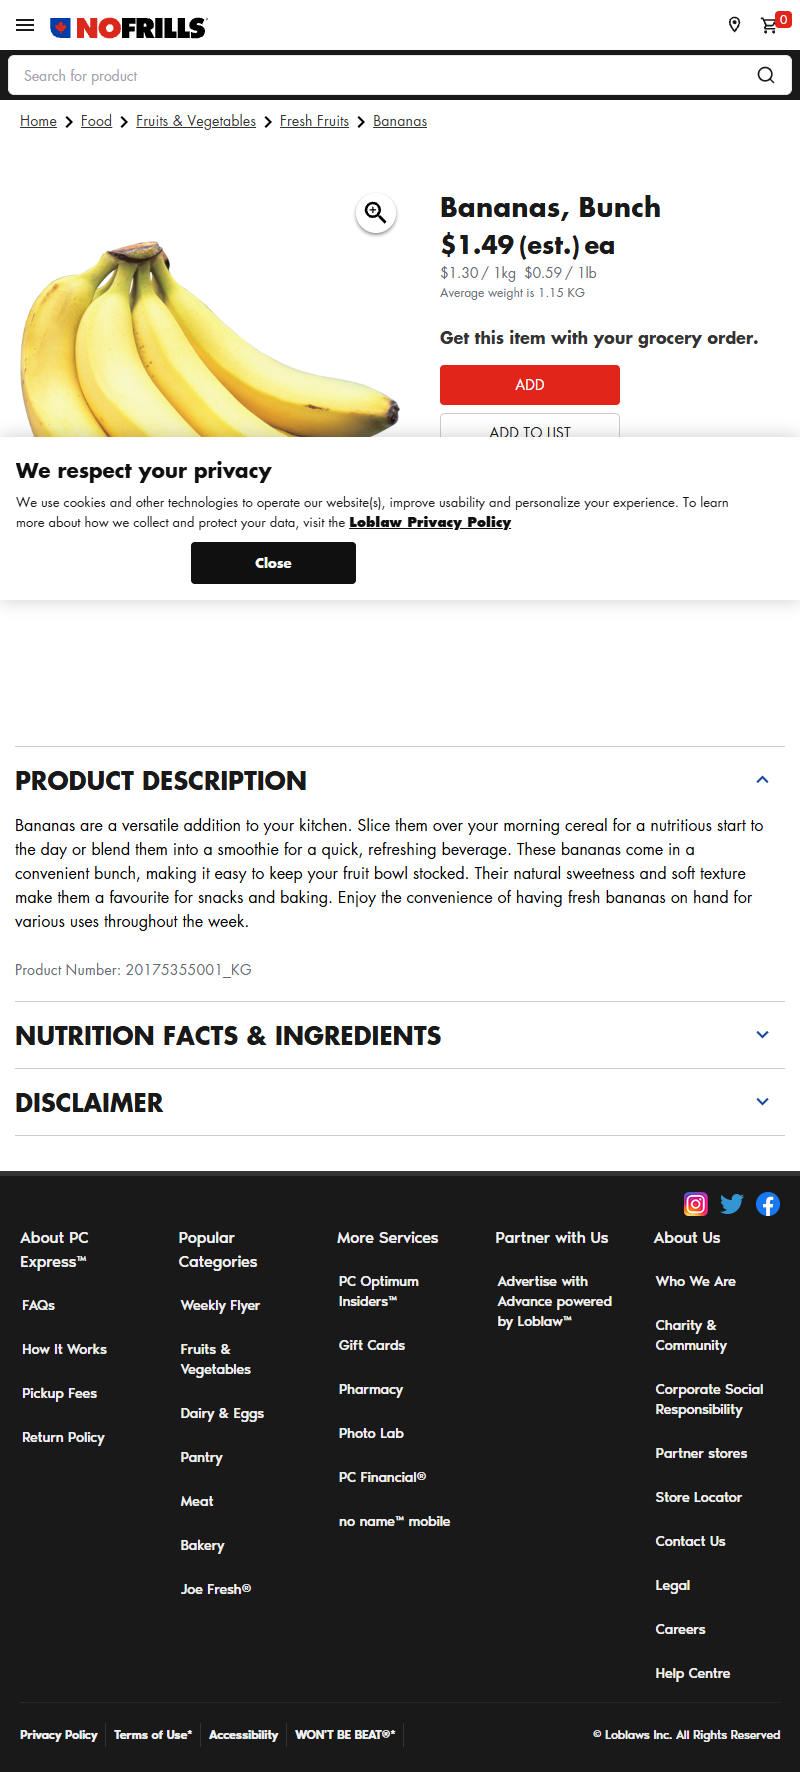 NOFRILLS
0
Search for product
Home > Food > Fruits & Vegetables > Fresh Fruits > Bananas
Bananas, Bunch
$1.49 (est.) ea
$1.30 / 1kg $0.59 / 1lb
Average weight is 1.15 KG
Get this item with your grocery order.
ADD
ADD TO LIST
We respect your privacy
We use cookies and other technologies to operate our website(s), improve usability and personalize your experience. To learn
more about how we collect and protect your data, visit the Loblaw Privacy Policy
Close
PRODUCT DESCRIPTION
Bananas are a versatile addition to your kitchen. Slice them over your morning cereal for a nutritious start to
the day or blend them into a smoothie for a quick, refreshing beverage. These bananas come in a
convenient bunch, making it easy to keep your fruit bowl stocked. Their natural sweetness and soft texture
make them a favourite for snacks and baking. Enjoy the convenience of having fresh bananas on hand for
various uses throughout the week.
Product Number: 20175355001_KG
NUTRITION FACTS & INGREDIENTS
DISCLAIMER
About PC
Express™
FAQs
How It Works
Pickup Fees
Return Policy
Popular
Categories
Weekly Flyer
Fruits &
Vegetables
Dairy & Eggs
Pantry
Meat
Bakery
Joe Fresh®
More Services
PC Optimum
Insiders™
Gift Cards
Pharmacy
Photo Lab
PC Financial®
no name™ mobile
Partner with Us
Advertise with
Advance powered
by Loblaw™
About Us
Who We Are
Charity &
Community
Corporate Social
Responsibility
Partner stores
Store Locator
Contact Us
Legal
Careers
Help Centre
Privacy Policy
Terms of Use*
Accessibility
WON'T BE BEAT®*
© Loblaws Inc. All Rights Reserved